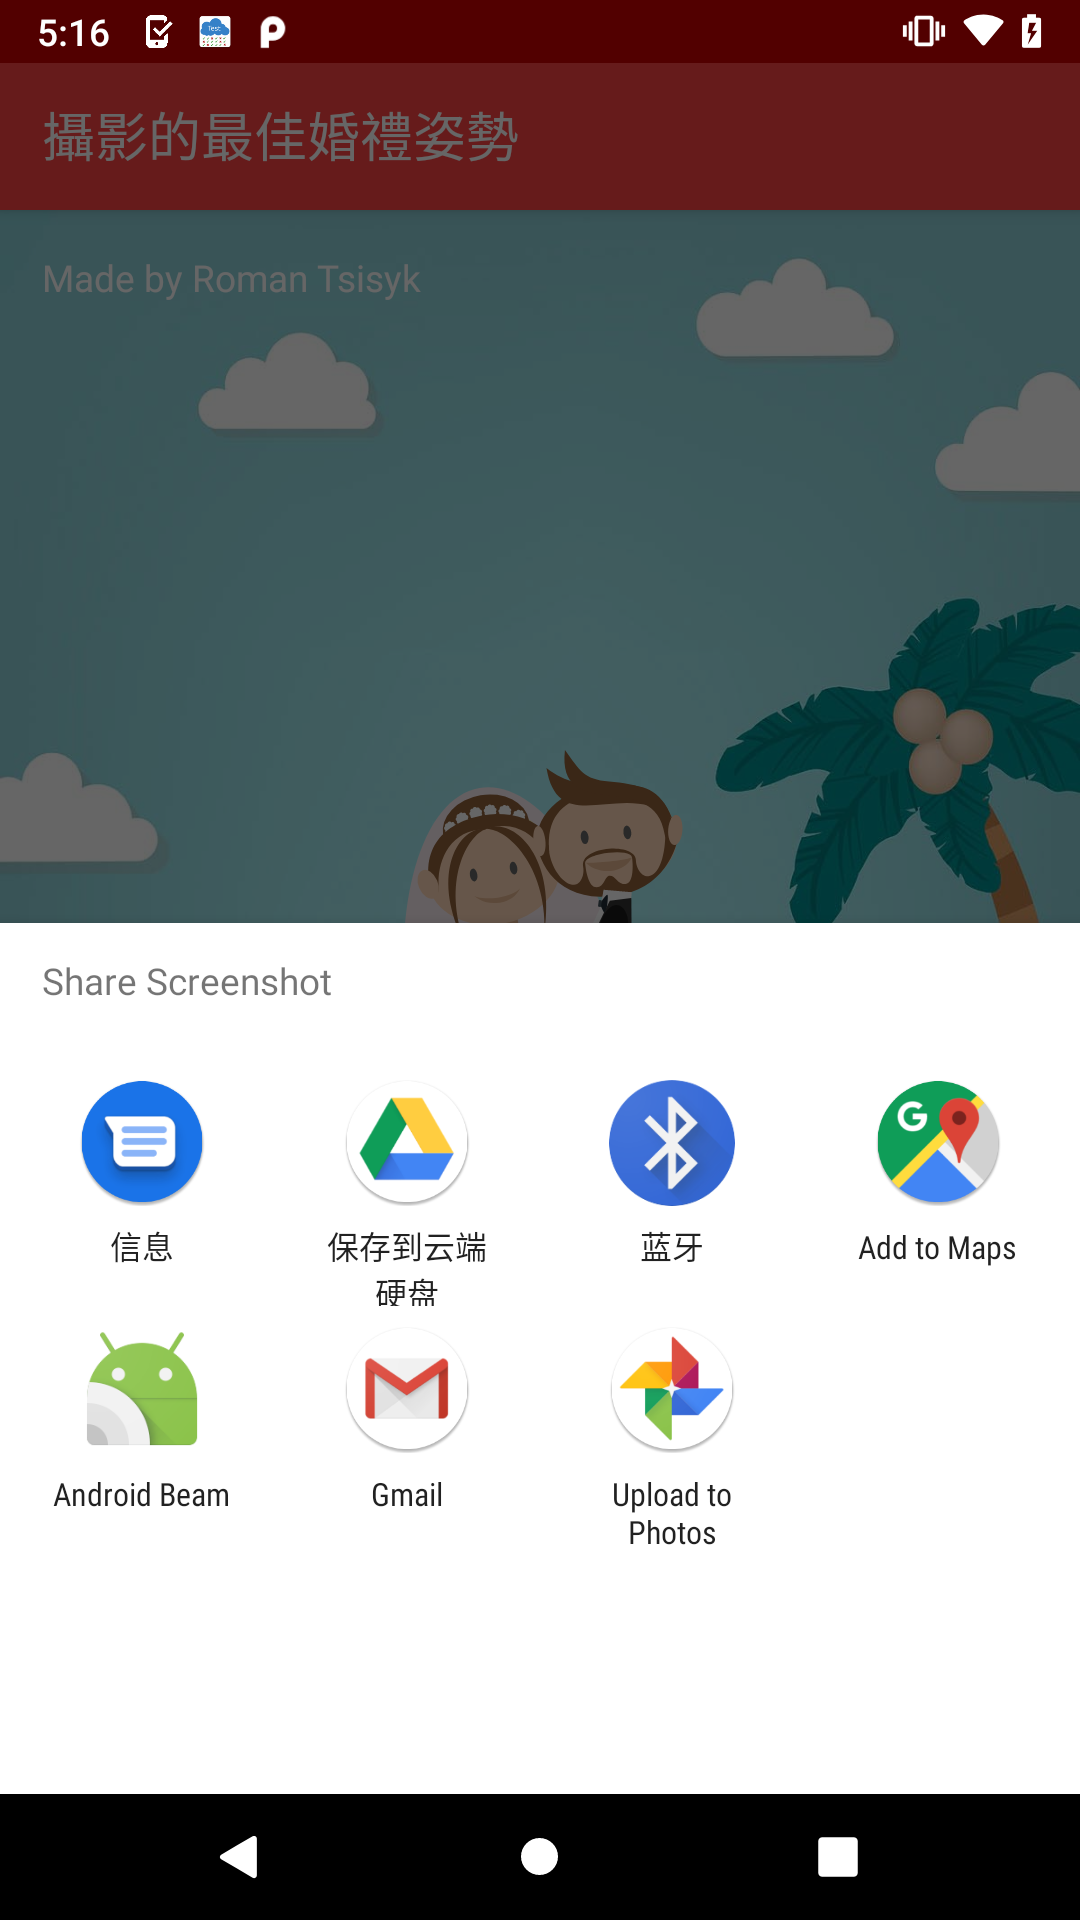 5:16
Test
攝影的最佳婚禮姿勢
Made by Roman Tsisyk
Share Screenshot
信息
保存到云端
硬盘
蓝牙
Add to Maps
Android Beam
Gmail
Upload to
Photos